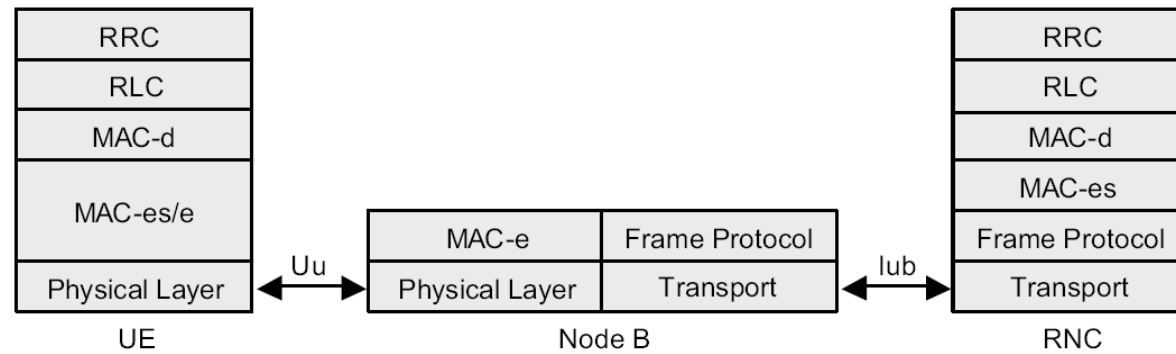 RRC
RLC
MAC-d
MAC-es/e
Physical Layer
UE
Uu
MAC-e
Frame Protocol
Physical Layer
Transport
Node B
Iub
RRC
RLC
MAC-d
MAC-es
Frame Protocol
Transport
RNC